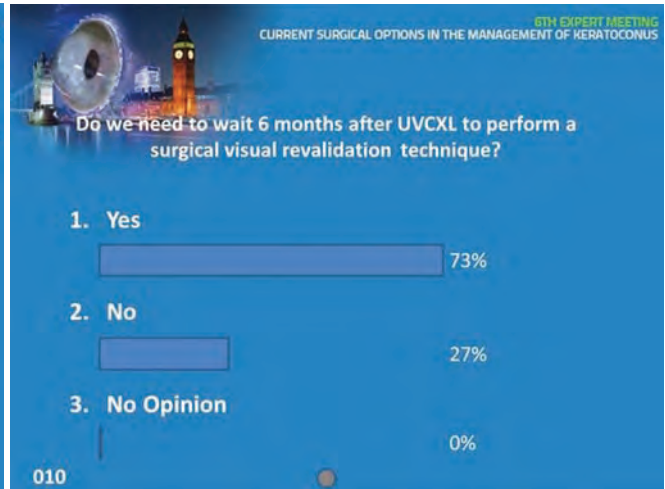 6TH EXPERT MEETING
CURRENT SURGICAL OPTIONS IN THE MANAGEMENT OF KERATOCONUS
Do we need to wait 6 months after UVCXL to perform a
surgical visual revalidation technique?
1. Yes
73%
2. No
27%
3. No Opinion
0%
010